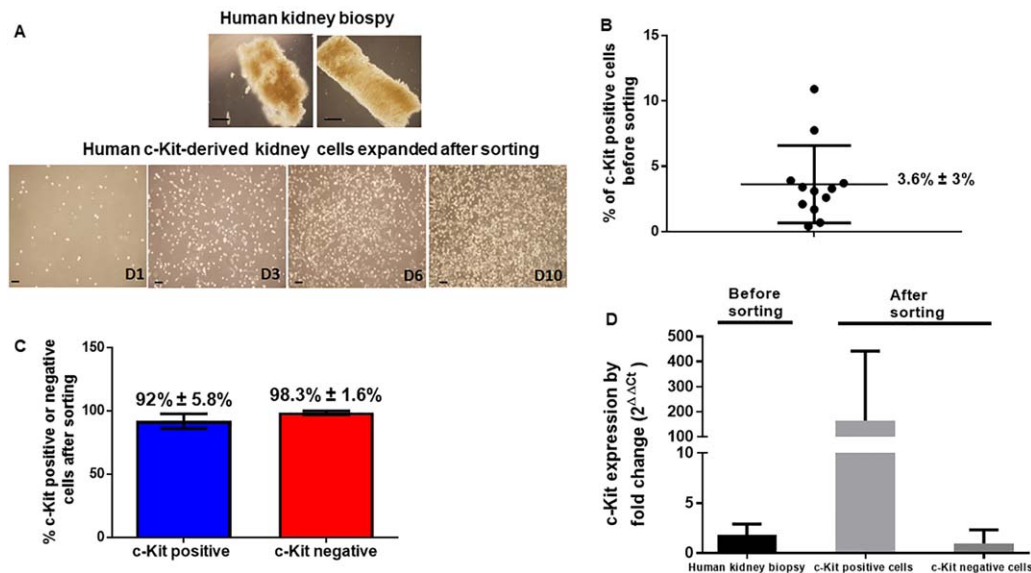 A
Human kidney biospy
Human c-Kit-derived kidney cells expanded after sorting
D1
D3
D6
D10
B
% of c-Kit positive cells
before sorting
15
10
5
0
3.6% ± 3%
C
% c-Kit positive or negative
cells after sorting
150
100
50
0
92% ± 5.8%
98.3% ± 1.6%
c-Kit positive
c-Kit negative
D
Before
sorting
After
sorting
c-Kit expression by
fold change (2^ΔΔCt)
500
400
300
200
100
10
5
0
Human kidney biopsy
c-Kit positive cells
c-Kit negative cells